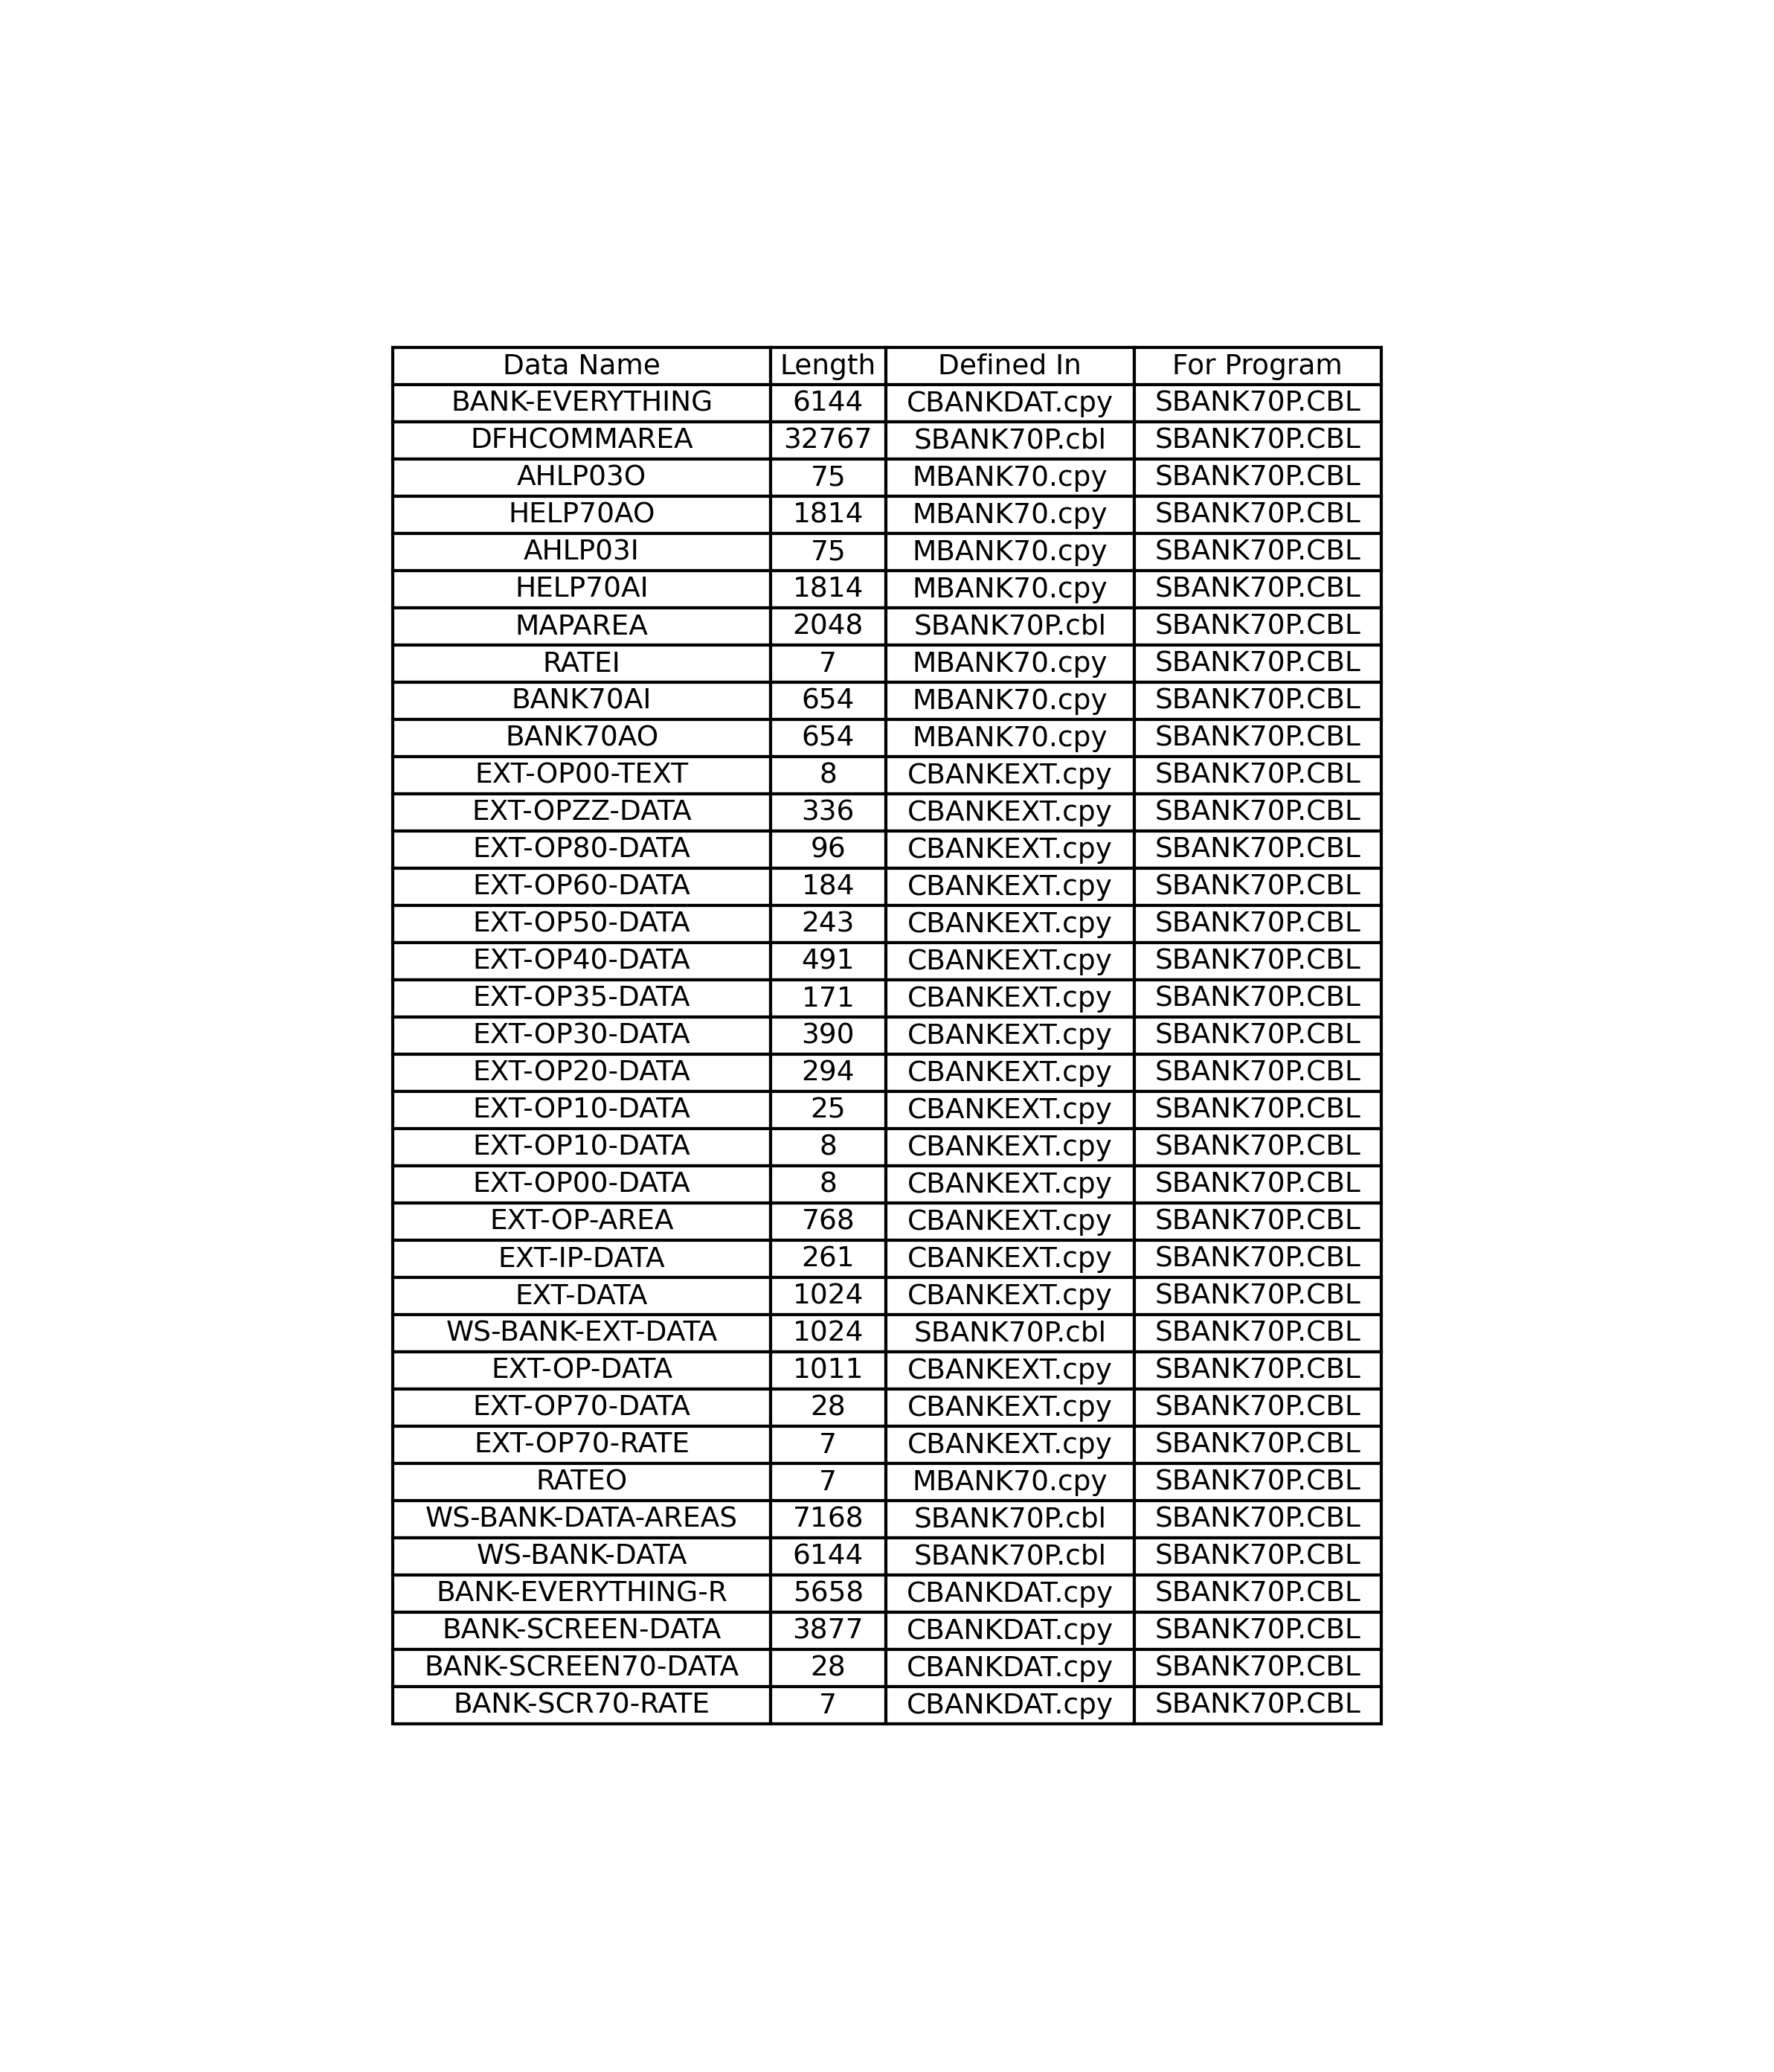 Data Name Length Defined In For Program
BANK-EVERYTHING 6144 CBANKDAT.cpy SBANK70P.CBL
DFHCOMMAREA 32767 SBANK70P.cbl SBANK70P.CBL
AHLP03O 75 MBANK70.cpy SBANK70P.CBL
HELP70AO 1814 MBANK70.cpy SBANK70P.CBL
AHLP03I 75 MBANK70.cpy SBANK70P.CBL
HELP70AI 1814 MBANK70.cpy SBANK70P.CBL
MAPAREA 2048 SBANK70P.cbl SBANK70P.CBL
RATEI 7 MBANK70.cpy SBANK70P.CBL
BANK70AI 654 MBANK70.cpy SBANK70P.CBL
BANK70AO 654 MBANK70.cpy SBANK70P.CBL
EXT-OP00-TEXT 8 CBANKEXT.cpy SBANK70P.CBL
EXT-OPZZ-DATA 336 CBANKEXT.cpy SBANK70P.CBL
EXT-OP80-DATA 96 CBANKEXT.cpy SBANK70P.CBL
EXT-OP60-DATA 184 CBANKEXT.cpy SBANK70P.CBL
EXT-OP50-DATA 243 CBANKEXT.cpy SBANK70P.CBL
EXT-OP40-DATA 491 CBANKEXT.cpy SBANK70P.CBL
EXT-OP35-DATA 171 CBANKEXT.cpy SBANK70P.CBL
EXT-OP30-DATA 390 CBANKEXT.cpy SBANK70P.CBL
EXT-OP20-DATA 294 CBANKEXT.cpy SBANK70P.CBL
EXT-OP10-DATA 25 CBANKEXT.cpy SBANK70P.CBL
EXT-OP10-DATA 8 CBANKEXT.cpy SBANK70P.CBL
EXT-OP00-DATA 8 CBANKEXT.cpy SBANK70P.CBL
EXT-OP-AREA 768 CBANKEXT.cpy SBANK70P.CBL
EXT-IP-DATA 261 CBANKEXT.cpy SBANK70P.CBL
EXT-DATA 1024 CBANKEXT.cpy SBANK70P.CBL
WS-BANK-EXT-DATA 1024 SBANK70P.cbl SBANK70P.CBL
EXT-OP-DATA 1011 CBANKEXT.cpy SBANK70P.CBL
EXT-OP70-DATA 28 CBANKEXT.cpy SBANK70P.CBL
EXT-OP70-RATE 7 CBANKEXT.cpy SBANK70P.CBL
RATEO 7 MBANK70.cpy SBANK70P.CBL
WS-BANK-DATA-AREAS 7168 SBANK70P.cbl SBANK70P.CBL
WS-BANK-DATA 6144 SBANK70P.cbl SBANK70P.CBL
BANK-EVERYTHING-R 5658 CBANKDAT.cpy SBANK70P.CBL
BANK-SCREEN-DATA 3877 CBANKDAT.cpy SBANK70P.CBL
BANK-SCREEN70-DATA 28 CBANKDAT.cpy SBANK70P.CBL
BANK-SCR70-RATE 7 CBANKDAT.cpy SBANK70P.CBL